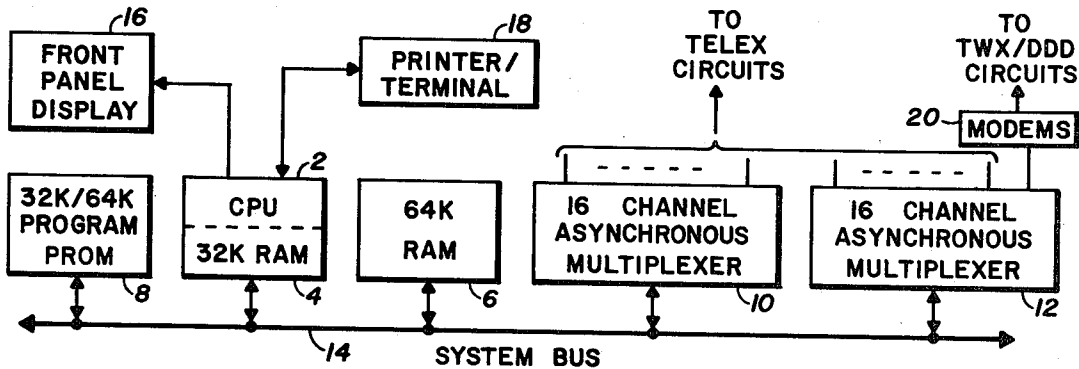 16
FRONT
PANEL
DISPLAY
18
PRINTER/
TERMINAL
TO
TELEX
CIRCUITS
TO
TWX/DDD
CIRCUITS
20
MODEMS
32K/64K
PROGRAM
PROM
8
2
CPU
32K RAM
4
64K
RAM
6
16 CHANNEL
ASYNCHRONOUS
MULTIPLEXER
10
16 CHANNEL
ASYNCHRONOUS
MULTIPLEXER
12
14
SYSTEM BUS